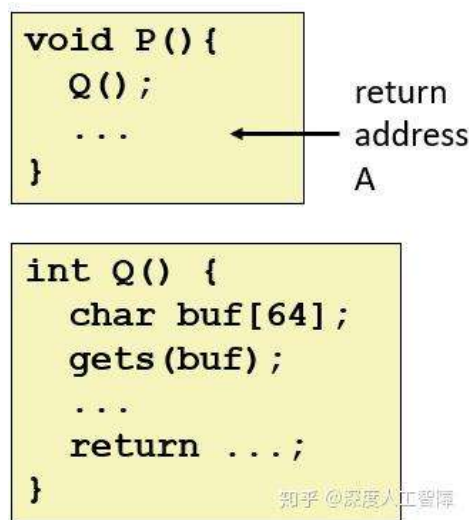 void P(){
  Q();
  ...
}
return
address
A
int Q() {
  char buf[64];
  gets(buf);
  ...
  return ...;
}
知乎 @深度人工智障